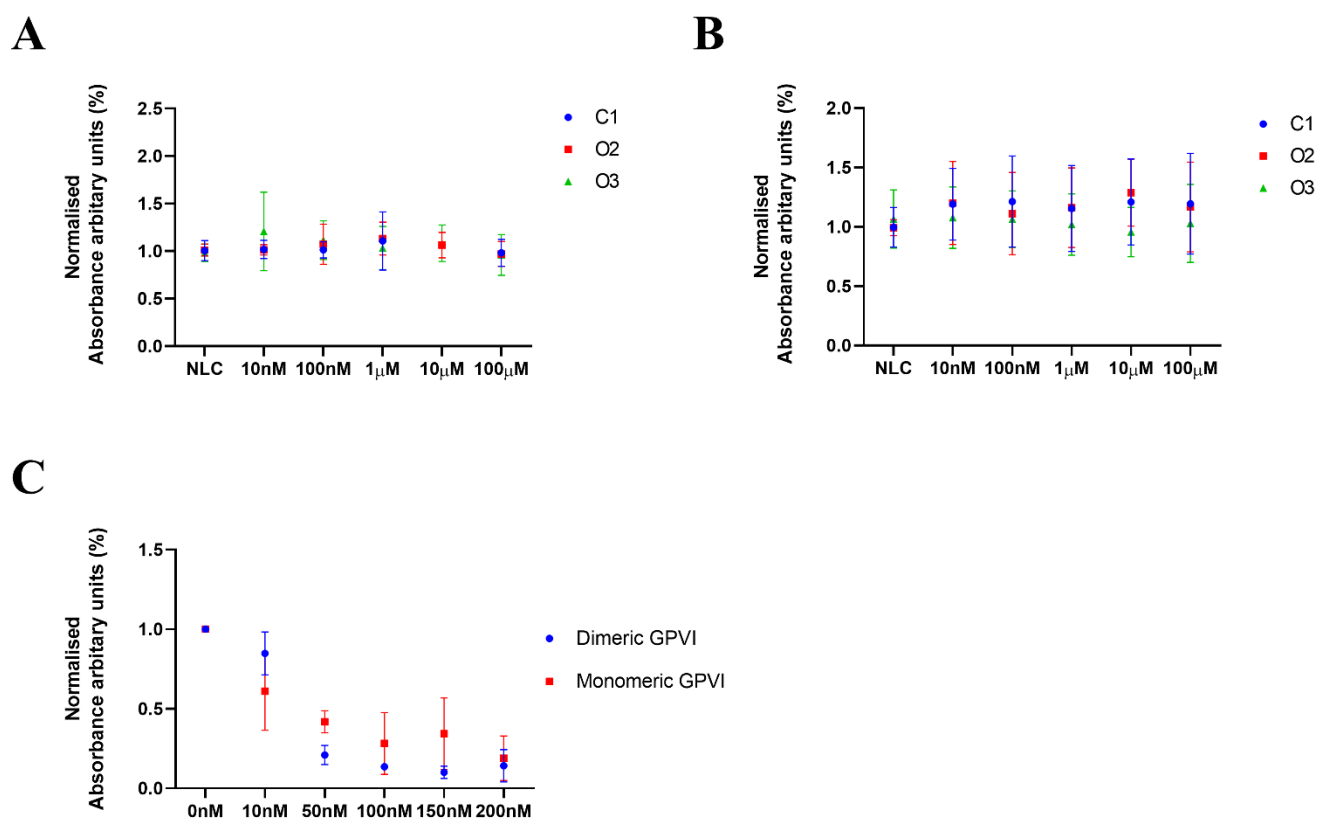 A
Normalised
Absorbance arbitary units (%)
2.5
2.0
1.5
1.0
0.5
0.0
NLC 10nM 100nM 1μM 10μM 100μM
C1
O2
O3
B
Normalised
Absorbance arbitary units (%)
2.0
1.5
1.0
0.5
0.0
NLC 10nM 100nM 1μM 10μM 100μM
C1
O2
O3
C
Normalised
Absorbance arbitary units (%)
1.5
1.0
0.5
0.0
0nM 10nM 50nM 100nM 150nM 200nM
Dimeric GPVI
Monomeric GPVI